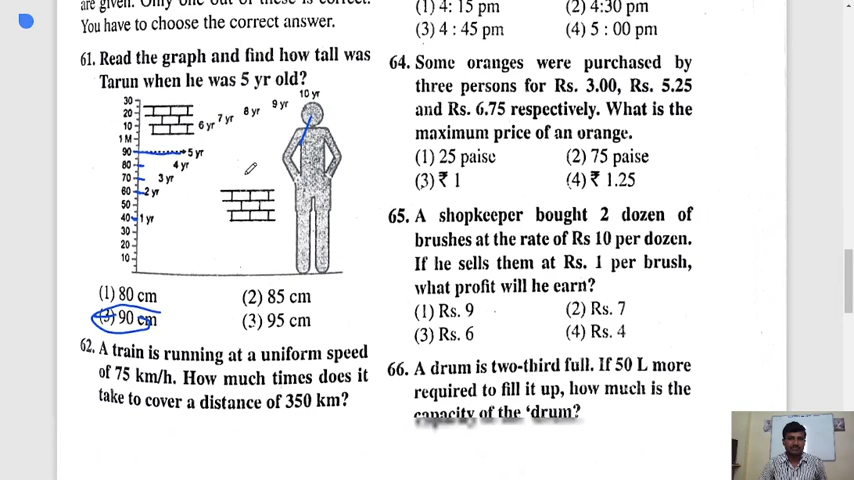 are given. Only one out of these is correct.
You have to choose the correct answer.
61. Read the graph and find how tall was
Tarun when he was 5 yr old?
30
20
10
1 M
90
80
70
60
50
40
30
20
10
1 yr
2 yr
3 yr
4 yr
5 yr
6 yr
7 yr
8 yr
9 yr
10 yr
(1) 80 cm
(2) 85 cm
(3) 90 cm
(3) 95 cm
62. A train is running at a uniform speed
of 75 km/h. How much times does it
take to cover a distance of 350 km?
(1) 4: 15 pm
(2) 4:30 pm
(3) 4 : 45 pm
(4) 5 : 00 pm
64. Some oranges were purchased by
three persons for Rs. 3.00, Rs. 5.25
and Rs. 6.75 respectively. What is the
maximum price of an orange.
(1) 25 paise
(2) 75 paise
(3) ₹ 1
(4) ₹ 1.25
65. A shopkeeper bought 2 dozen of
brushes at the rate of Rs 10 per dozen.
If he sells them at Rs. 1 per brush,
what profit will he earn?
(1) Rs. 9
(2) Rs. 7
(3) Rs. 6
(4) Rs. 4
66. A drum is two-third full. If 50 L more
required to fill it up, how much is the
capacity of the ‘drum?